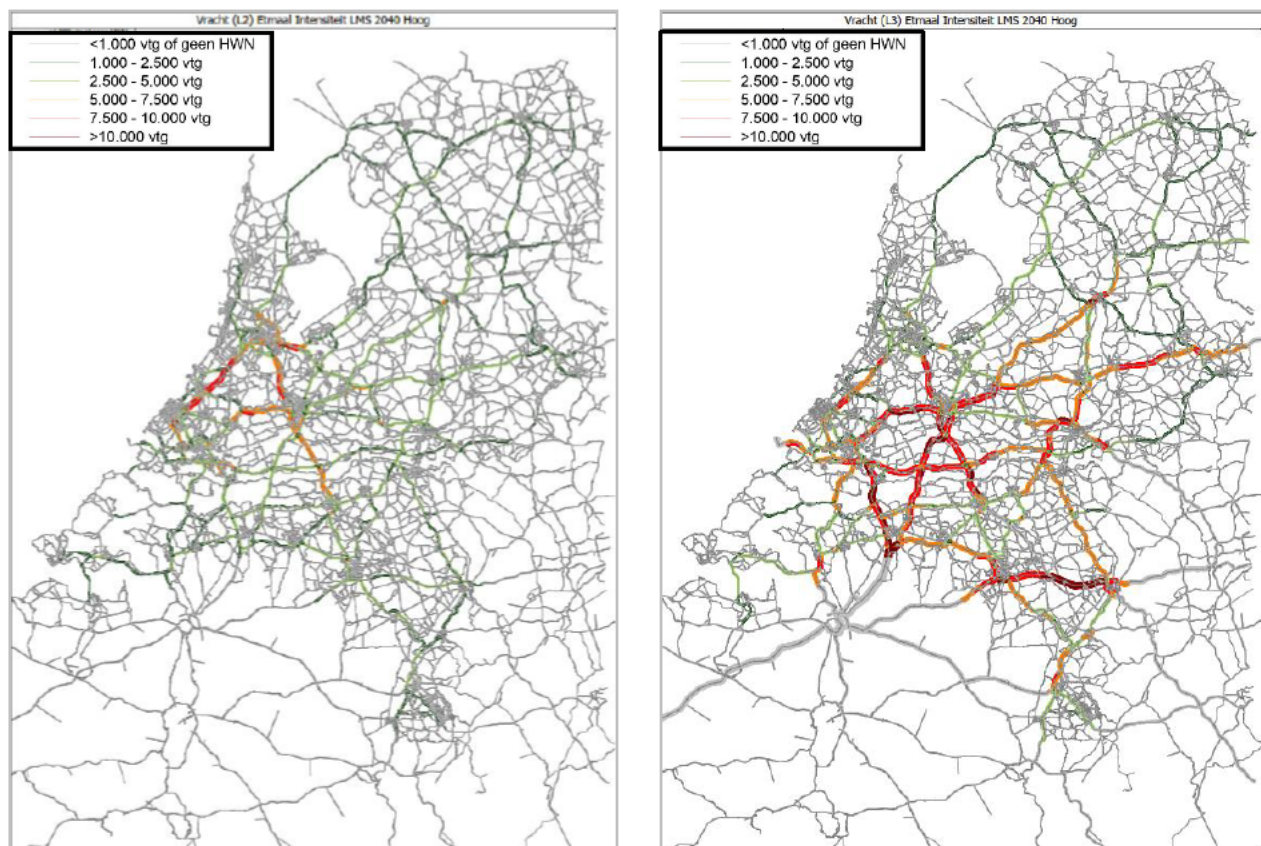 Vracht (L2) Etmaal Intensiteit LMS 2040 Hoog
<1.000 vtg of geen HWN
1.000 - 2.500 vtg
2.500 - 5.000 vtg
5.000 - 7.500 vtg
7.500 - 10.000 vtg
>10.000 vtg
Vracht (L3) Etmaal Intensiteit LMS 2040 Hoog
<1.000 vtg of geen HWN
1.000 - 2.500 vtg
2.500 - 5.000 vtg
5.000 - 7.500 vtg
7.500 - 10.000 vtg
>10.000 vtg